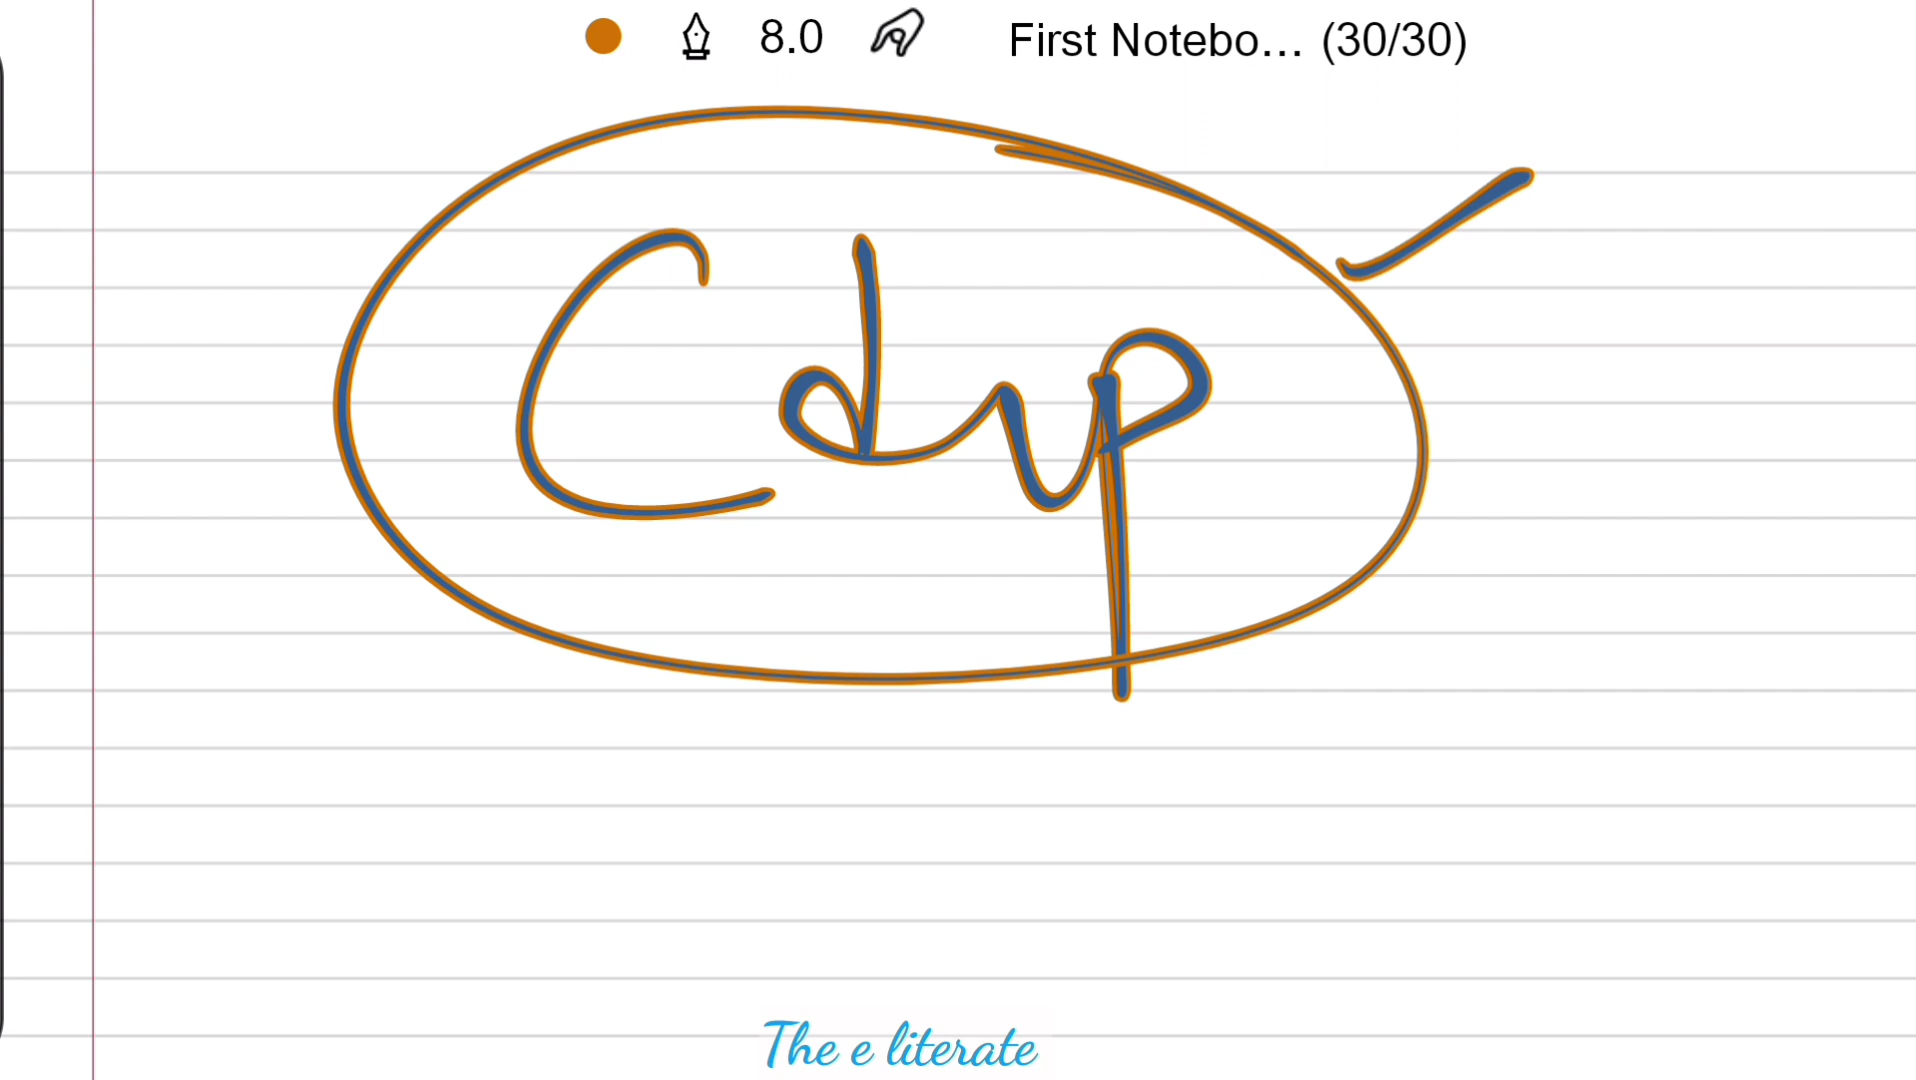 8.0 First Notebo... (30/30)
Cdp
The e literate